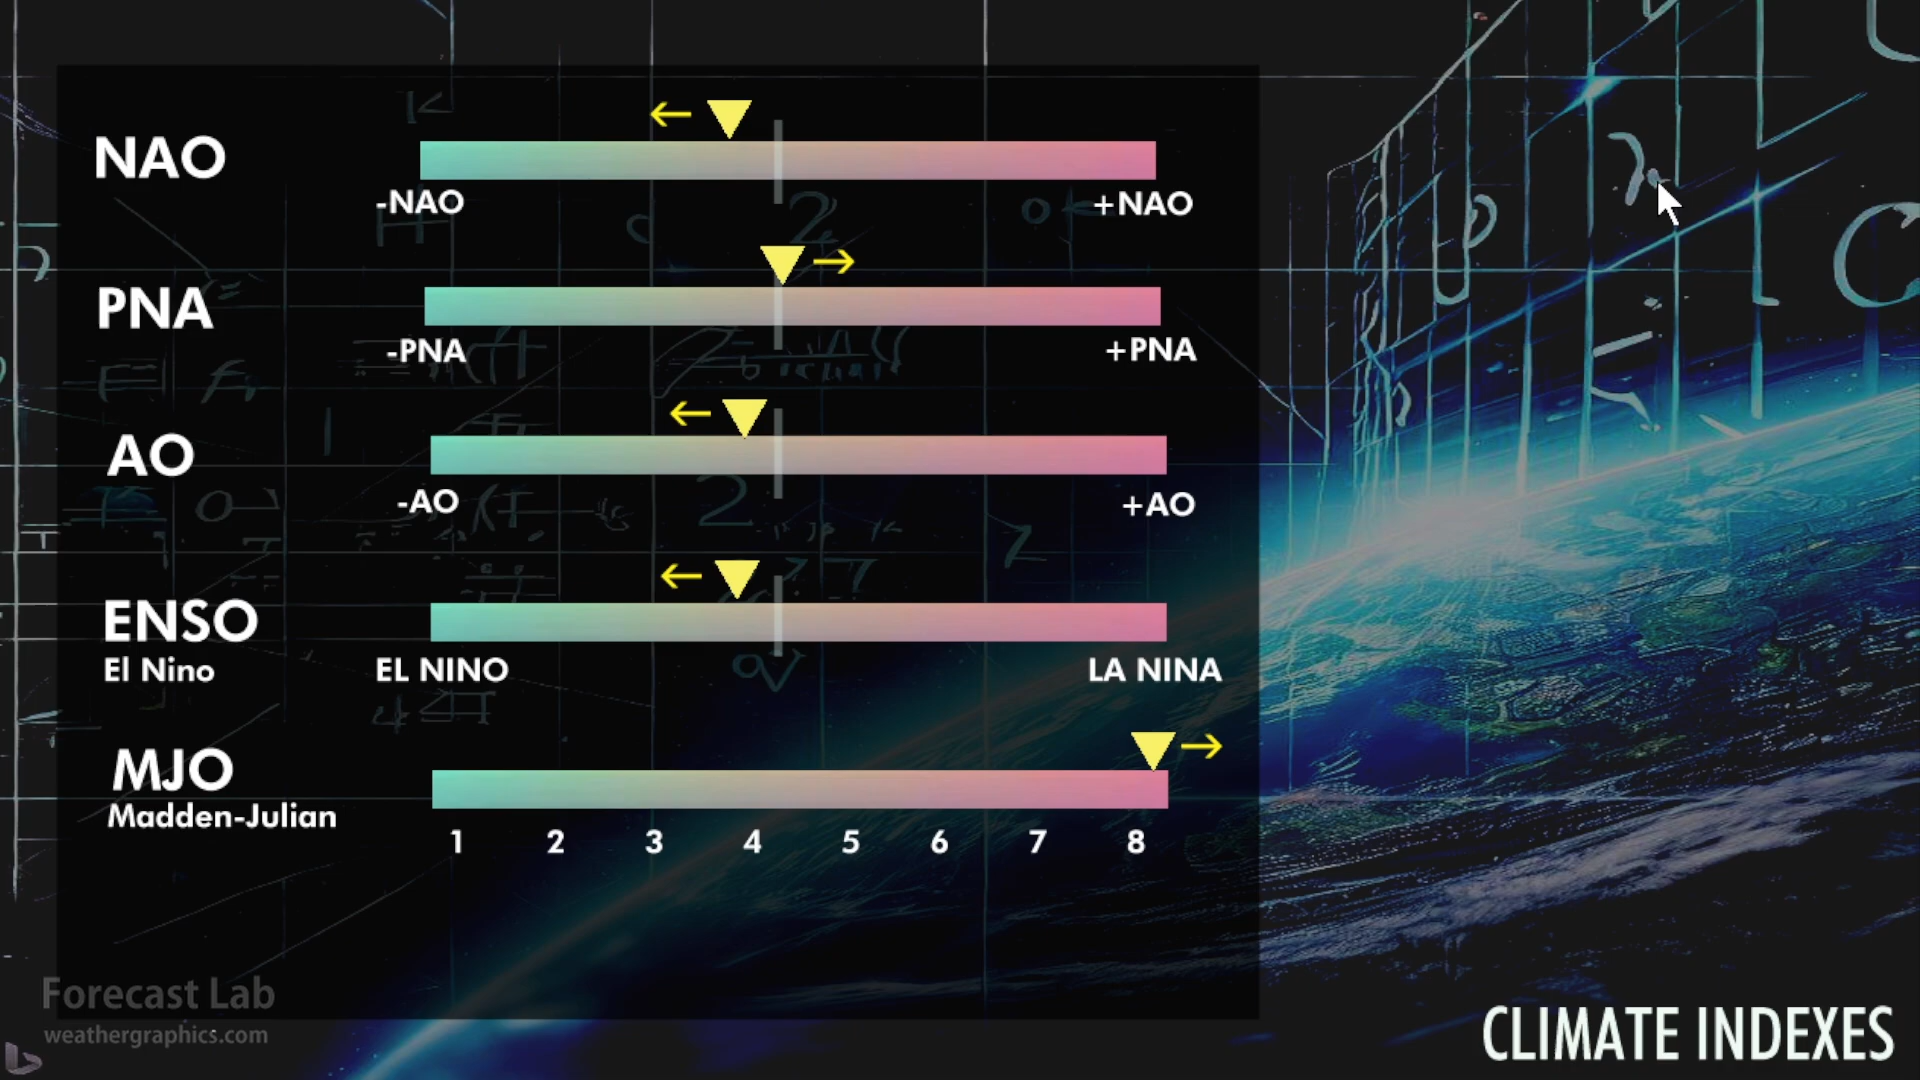 NAO
-NAO
+NAO
PNA
-PNA
+PNA
AO
-AO
+AO
ENSO
El Nino
EL NINO
LA NINA
MJO
Madden-Julian
1 2 3 4 5 6 7 8
Forecast Lab
weathergraphics.com
CLIMATE INDEXES